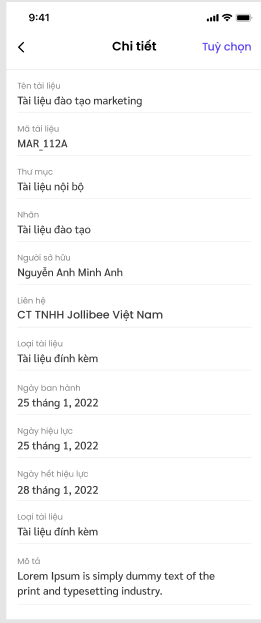 9:41
Chi tiết
Tuỳ chọn
Tên tài liệu
Tài liệu đào tạo marketing
Mã tài liệu
MAR_112A
Thư mục
Tài liệu nội bộ
Nhãn
Tài liệu đào tạo
Người sở hữu
Nguyễn Anh Minh Anh
Liên hệ
CT TNHH Jollibee Việt Nam
Loại tài liệu
Tài liệu đính kèm
Ngày ban hành
25 tháng 1, 2022
Ngày hiệu lực
25 tháng 1, 2022
Ngày hết hiệu lực
28 tháng 1, 2022
Loại tài liệu
Tài liệu đính kèm
Mô tả
Lorem Ipsum is simply dummy text of the
print and typesetting industry.